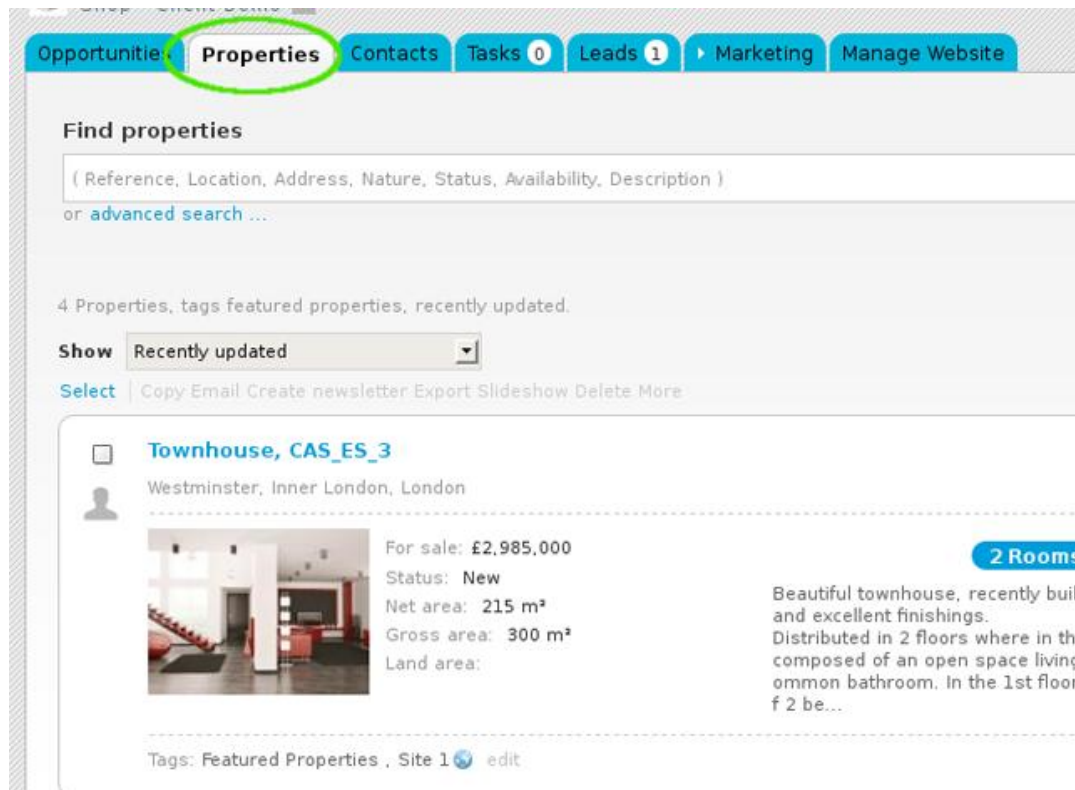 Shop - Client Demo
Opportunities Properties Contacts Tasks 0 Leads 1 Marketing Manage Website
Find properties
( Reference, Location, Address, Nature, Status, Availability, Description )
or advanced search ...
4 Properties, tags featured properties, recently updated.
Show Recently updated
Select Copy Email Create newsletter Export Slideshow Delete More
Townhouse, CAS_ES_3
Westminster, Inner London, London
For sale: £2,985,000
Status: New
Net area: 215 m²
Gross area: 300 m²
Land area:
2 Rooms
Beautiful townhouse, recently buil
and excellent finishings.
Distributed in 2 floors where in th
composed of an open space living
ommon bathroom. In the 1st floor
f 2 be...
Tags: Featured Properties , Site 1 edit